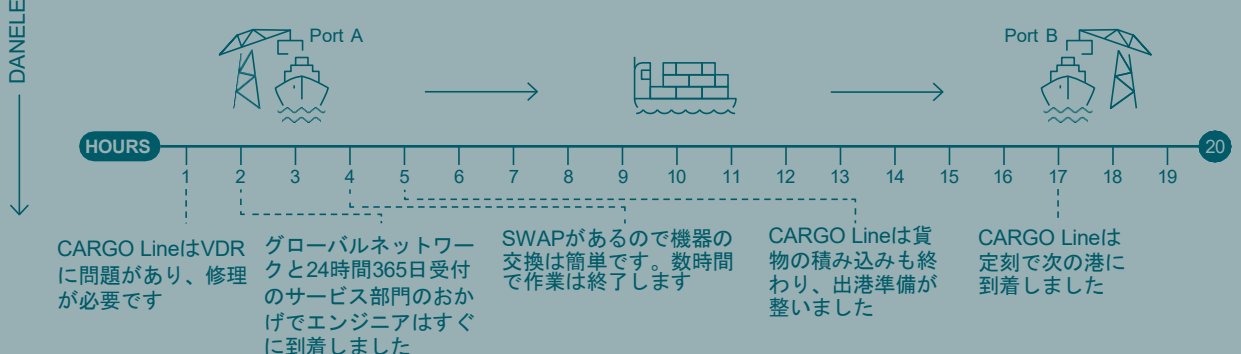 DANELE
Port A
Port B
HOURS
1 2 3 4 5 6 7 8 9 10 11 12 13 14 15 16 17 18 19 20
CARGO LineはVDR
に問題があり、修理
が必要です
グローバルネットワー
クと24時間365日受付
のサービス部門のおか
げでエンジニアはすぐ
に到着しました
SWAPがあるので機器の
交換は簡単です。数時間
で作業は終了します
CARGO Lineは貨
物の積み込みも終
わり、出港準備が
整いました
CARGO Lineは
定刻で次の港に
到着しました